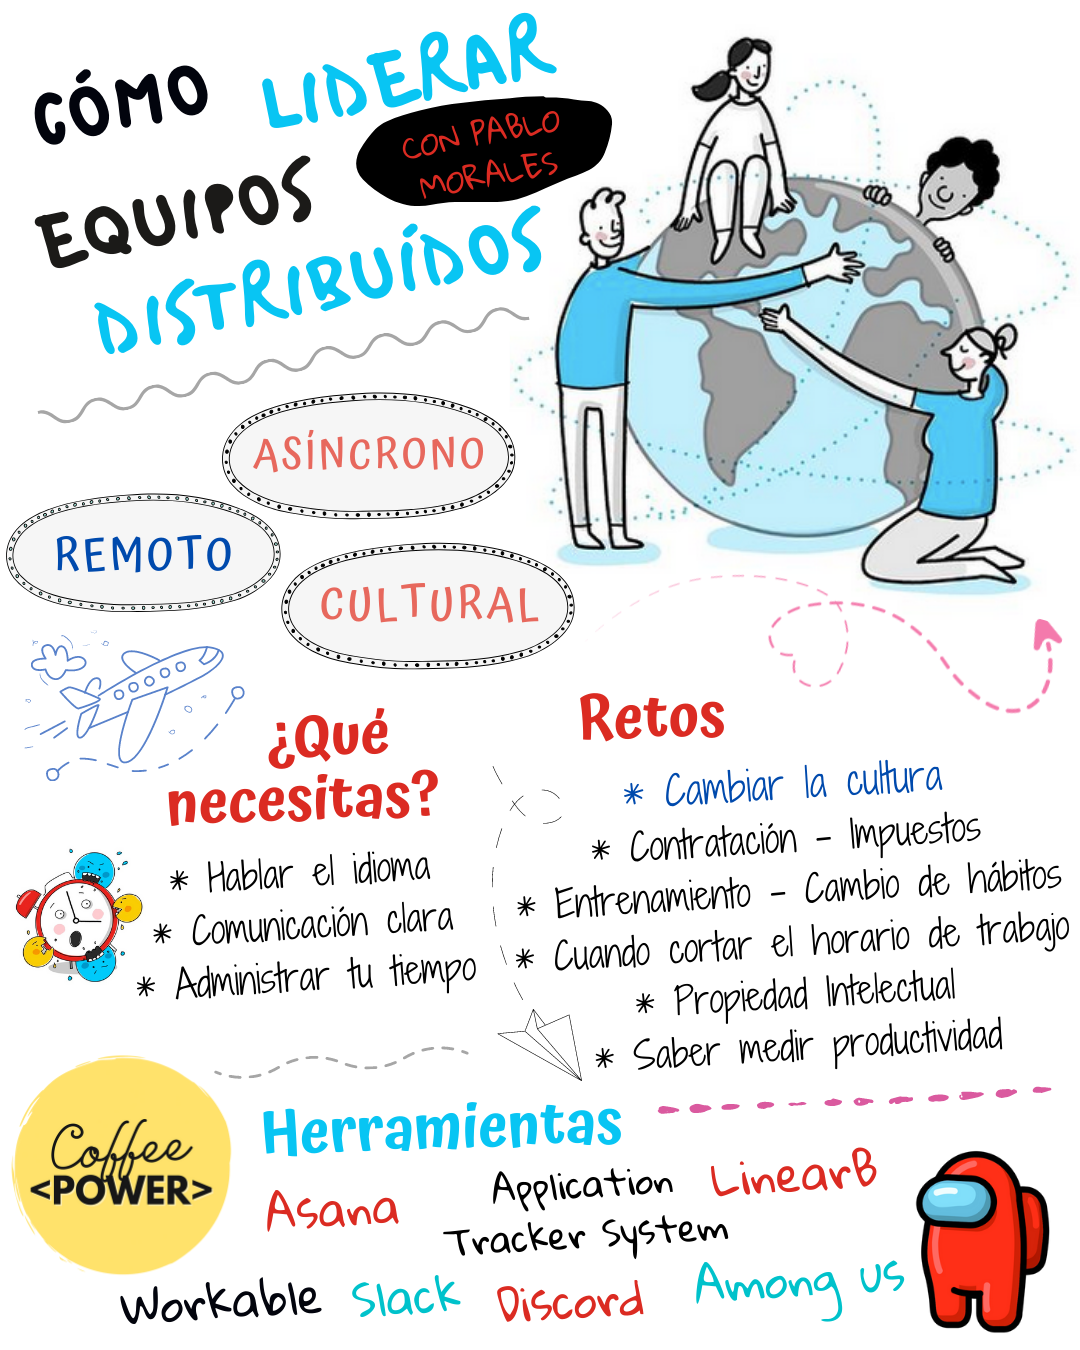 CÓMO LIDERAR
EQUIPOS
CON PABLO
MORALES
DISTRIBUÍDOS
ASÍNCRONO
REMOTO
CULTURAL
¿Qué
necesitas?
* Hablar el idioma
* Comunicación clara
* Administrar tu tiempo
Retos
* Cambiar la cultura
* Contratación - Impuestos
* Entrenamiento - Cambio de hábitos
* Cuando cortar el horario de trabajo
* Propiedad Intelectual
* Saber medir productividad
Coffee
<POWER>
Herramientas
Asana
Application
Tracker System
LinearB
Workable
Slack
Discord
Among us